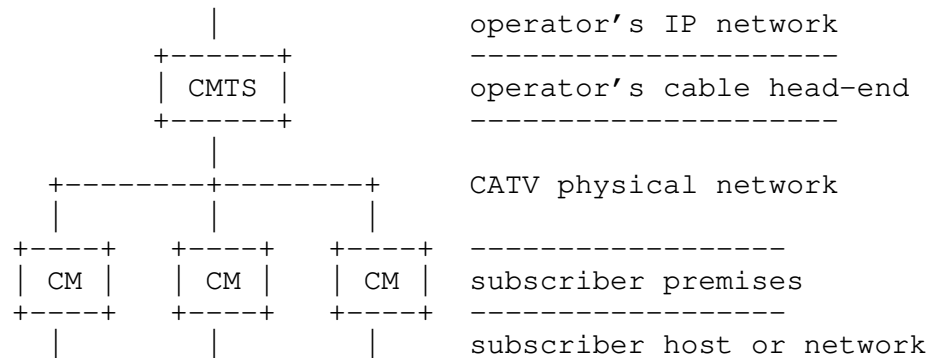 operator's IP network
CMTS operator's cable head-end
CATV physical network
CM CM CM subscriber premises
subscriber host or network